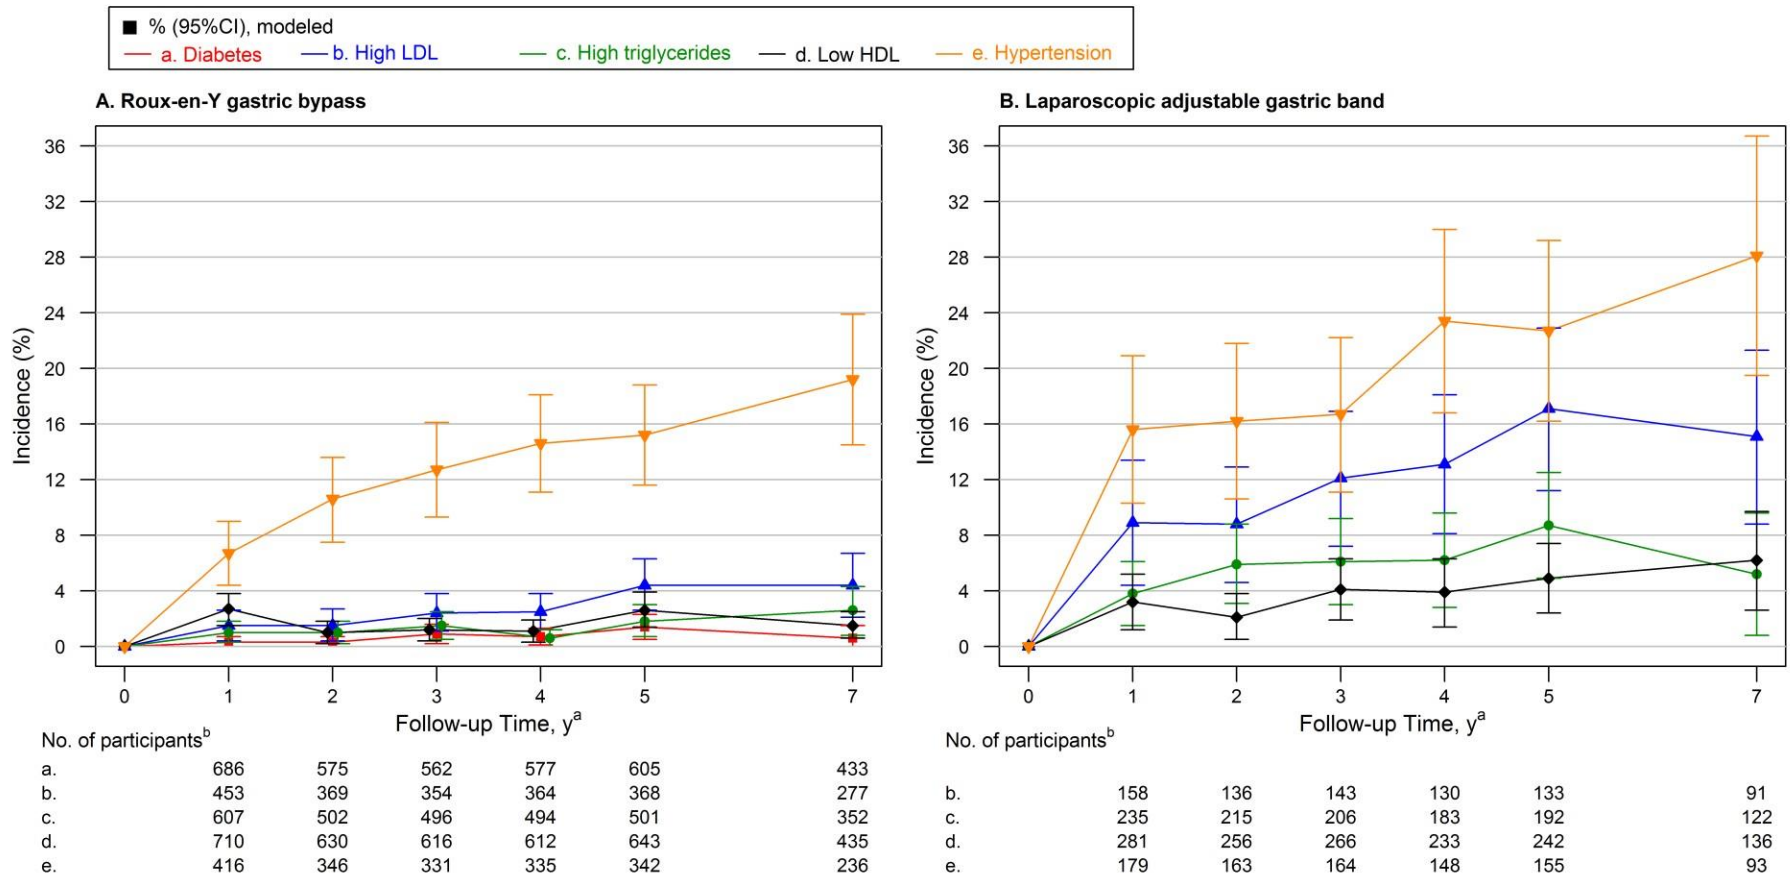 % (95%CI), modeled
a. Diabetes b. High LDL c. High triglycerides d. Low HDL e. Hypertension
A. Roux-en-Y gastric bypass
36
32
28
24
20
16
12
8
4
0
Incidence (%)
0 1 2 3 4 5 7
Follow-up Time, yᵃ
No. of participantsᵇ
a. 686 575 562 577 605 433
b. 453 369 354 364 368 277
c. 607 502 496 494 501 352
d. 710 630 616 612 643 435
e. 416 346 331 335 342 236
B. Laparoscopic adjustable gastric band
36
32
28
24
20
16
12
8
4
0
Incidence (%)
0 1 2 3 4 5 7
Follow-up Time, yᵃ
No. of participantsᵇ
b. 158 136 143 130 133 91
c. 235 215 206 183 192 122
d. 281 256 266 233 242 136
e. 179 163 164 148 155 93